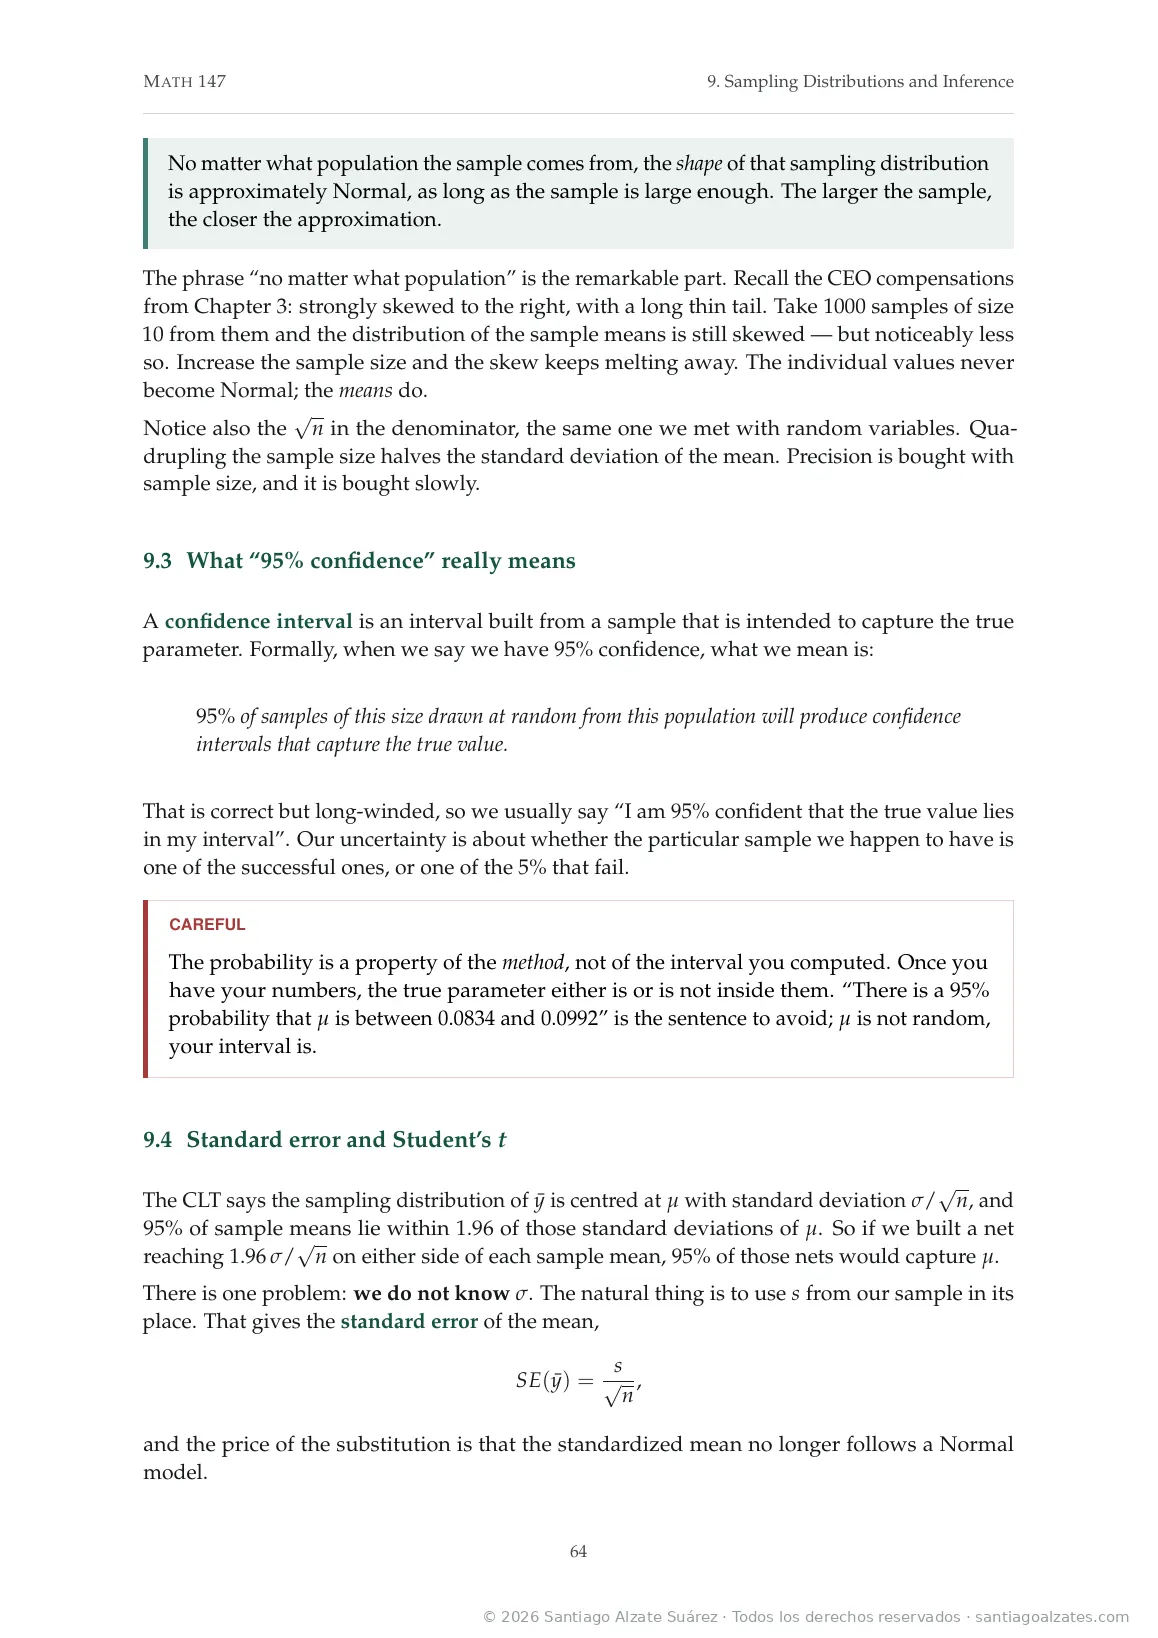 MATH 147
9. Sampling Distributions and Inference
No matter what population the sample comes from, the shape of that sampling distribution
is approximately Normal, as long as the sample is large enough. The larger the sample,
the closer the approximation.
The phrase “no matter what population” is the remarkable part. Recall the CEO compensations
from Chapter 3: strongly skewed to the right, with a long thin tail. Take 1000 samples of size
10 from them and the distribution of the sample means is still skewed — but noticeably less
so. Increase the sample size and the skew keeps melting away. The individual values never
become Normal; the means do.
Notice also the √n in the denominator, the same one we met with random variables. Qua-
drupling the sample size halves the standard deviation of the mean. Precision is bought with
sample size, and it is bought slowly.
9.3 What “95% confidence” really means
A confidence interval is an interval built from a sample that is intended to capture the true
parameter. Formally, when we say we have 95% confidence, what we mean is:
95% of samples of this size drawn at random from this population will produce confidence
intervals that capture the true value.
That is correct but long-winded, so we usually say “I am 95% confident that the true value lies
in my interval”. Our uncertainty is about whether the particular sample we happen to have is
one of the successful ones, or one of the 5% that fail.
CAREFUL
The probability is a property of the method, not of the interval you computed. Once you
have your numbers, the true parameter either is or is not inside them. “There is a 95%
probability that μ is between 0.0834 and 0.0992” is the sentence to avoid; μ is not random,
your interval is.
9.4 Standard error and Student’s t
The CLT says the sampling distribution of ȳ is centred at μ with standard deviation σ/√n, and
95% of sample means lie within 1.96 of those standard deviations of μ. So if we built a net
reaching 1.96 σ/√n on either side of each sample mean, 95% of those nets would capture μ.
There is one problem: we do not know σ. The natural thing is to use s from our sample in its
place. That gives the standard error of the mean,
SE(ȳ) = s/√n,
and the price of the substitution is that the standardized mean no longer follows a Normal
model.
64
© 2026 Santiago Alzate Suárez · Todos los derechos reservados · santiagoalzates.com